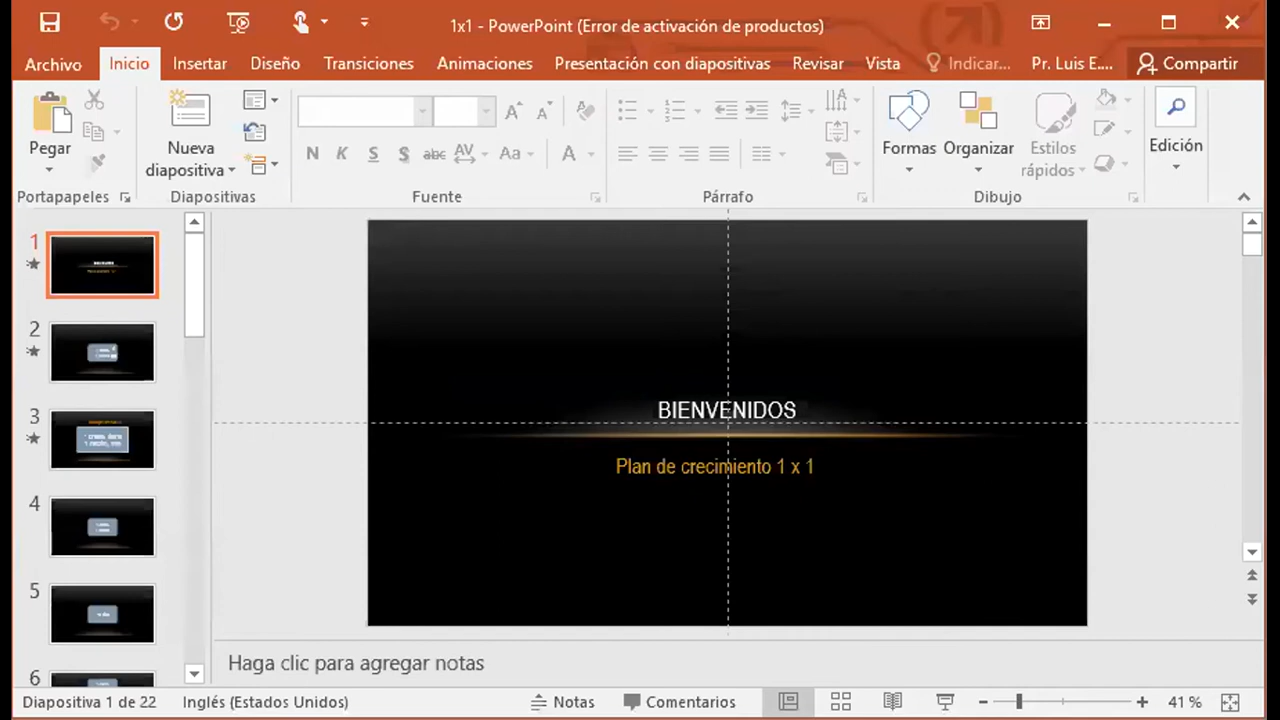 1x1 - PowerPoint (Error de activación de productos)
Archivo Inicio Insertar Diseño Transiciones Animaciones Presentación con diapositivas Revisar Vista Indicar... Pr. Luis E.... Compartir
Pegar
Nueva diapositiva
N K S S abc AV Aa A
Formas Organizar Estilos rápidos
Edición
Portapapeles Diapositivas Fuente Párrafo Dibujo
1
2
3
4
5
6
BIENVENIDOS
Plan de crecimiento 1 x 1
Haga clic para agregar notas
Diapositiva 1 de 22 Inglés (Estados Unidos) Notas Comentarios 41 %